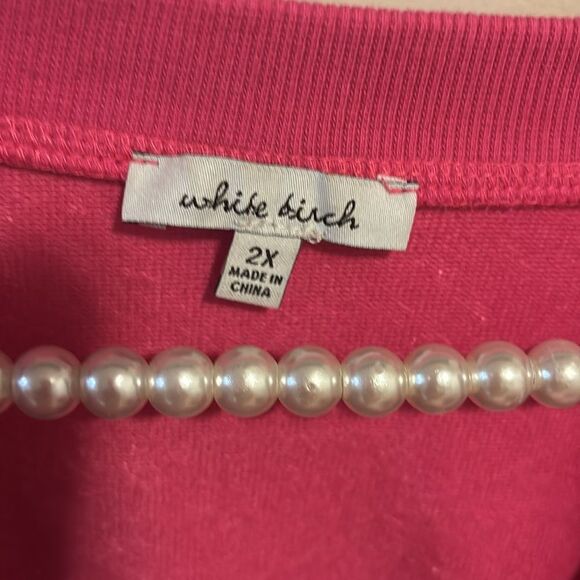 white birch
2X
MADE IN
CHINA